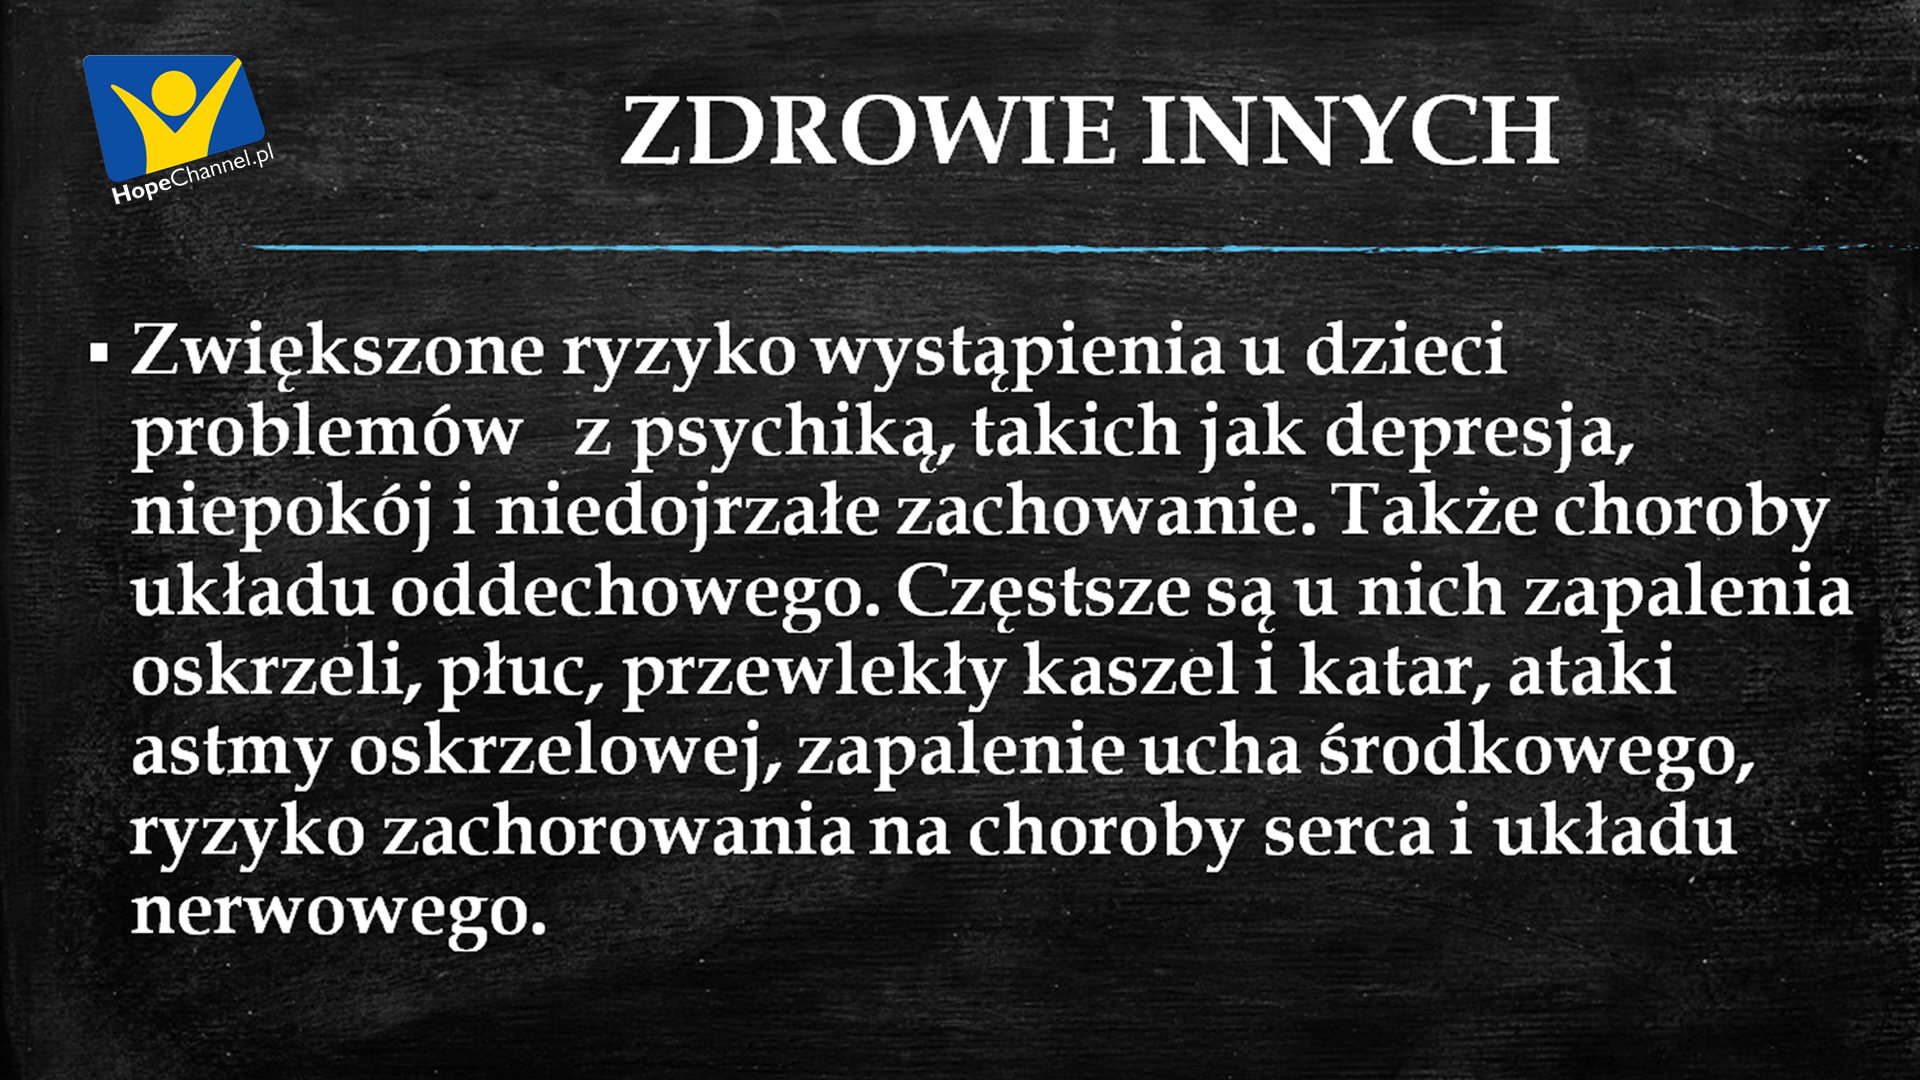 HopeChannel.pl
ZDROWIE INNYCH
▪ Zwiększone ryzyko wystąpienia u dzieci
problemów z psychiką, takich jak depresja,
niepokój i niedojrzałe zachowanie. Także choroby
układu oddechowego. Częstsze są u nich zapalenia
oskrzeli, płuc, przewlekły kaszel i katar, ataki
astmy oskrzelowej, zapalenie ucha środkowego,
ryzyko zachorowania na choroby serca i układu
nerwowego.